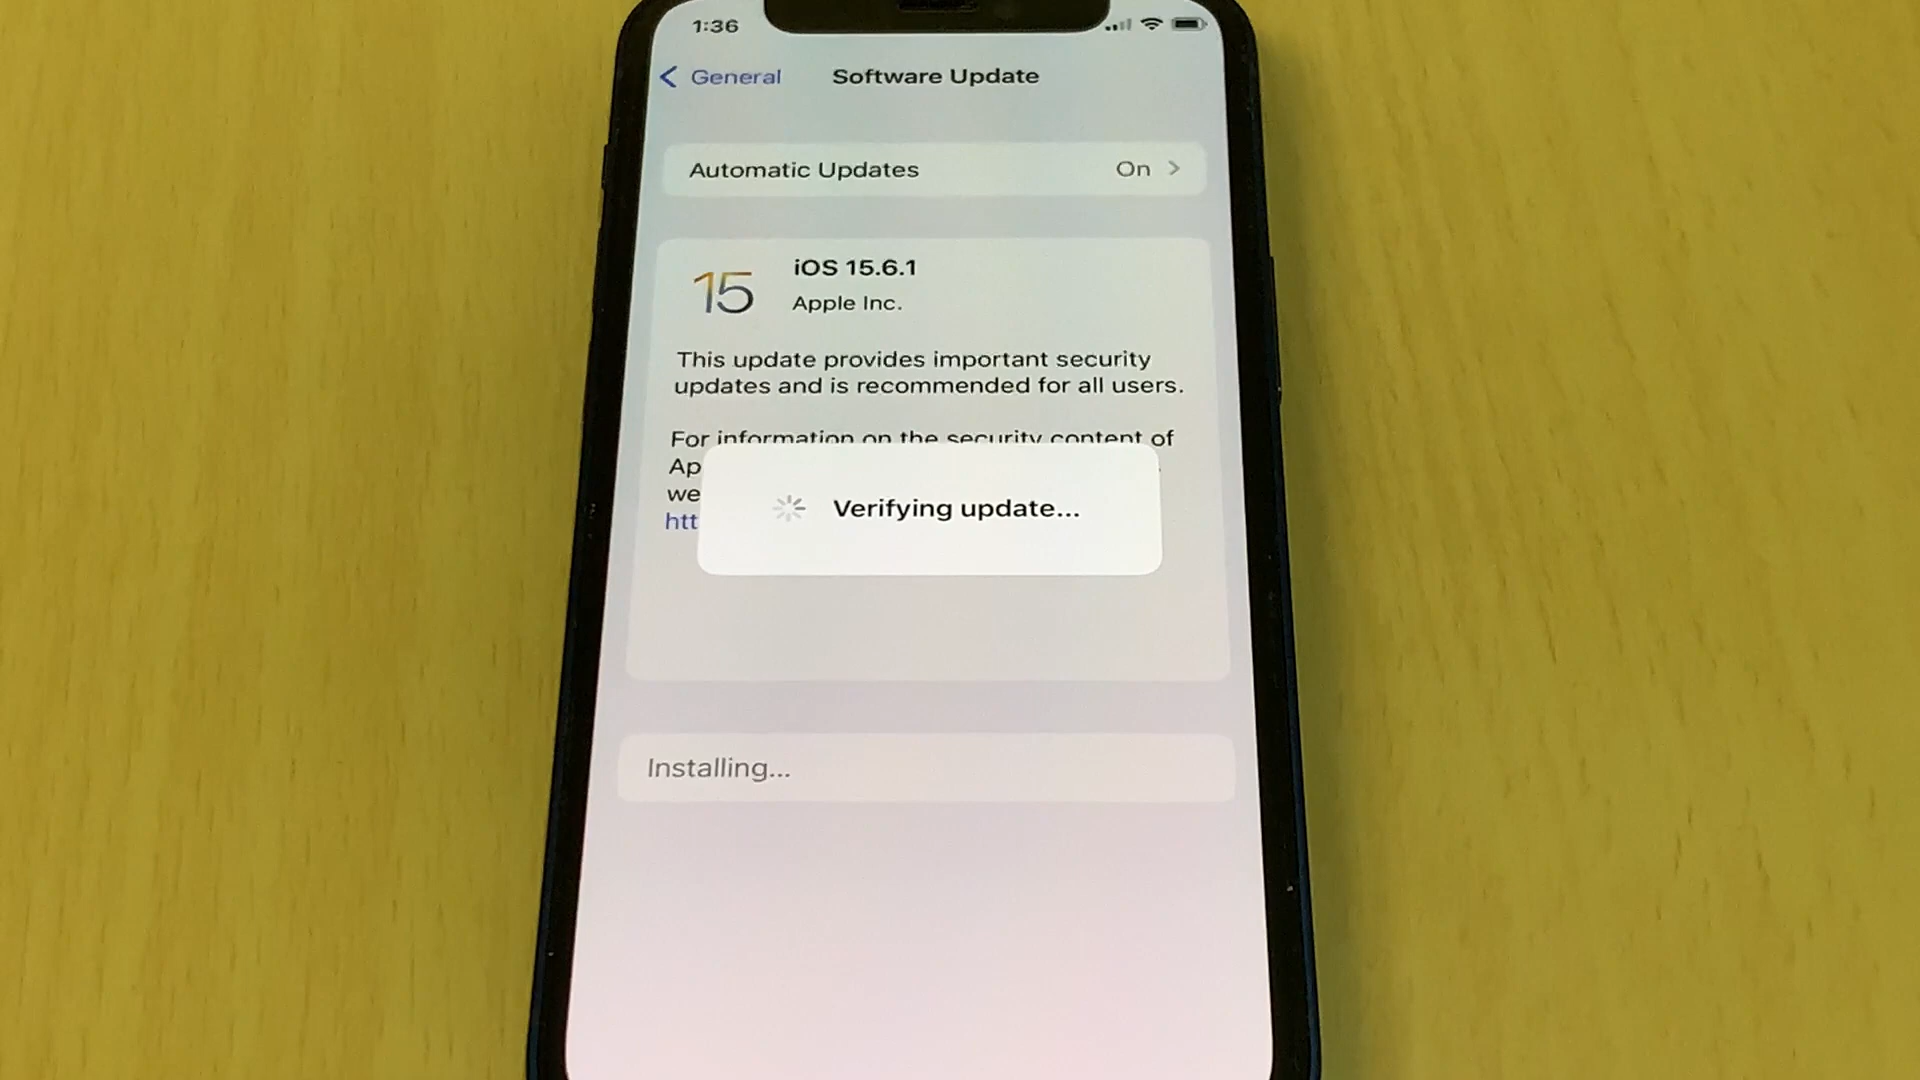 1:36
General
Software Update
Automatic Updates
On
15
iOS 15.6.1
Apple Inc.
This update provides important security
updates and is recommended for all users.
For information on the security content of
Ap
we
htt
Verifying update...
Installing...